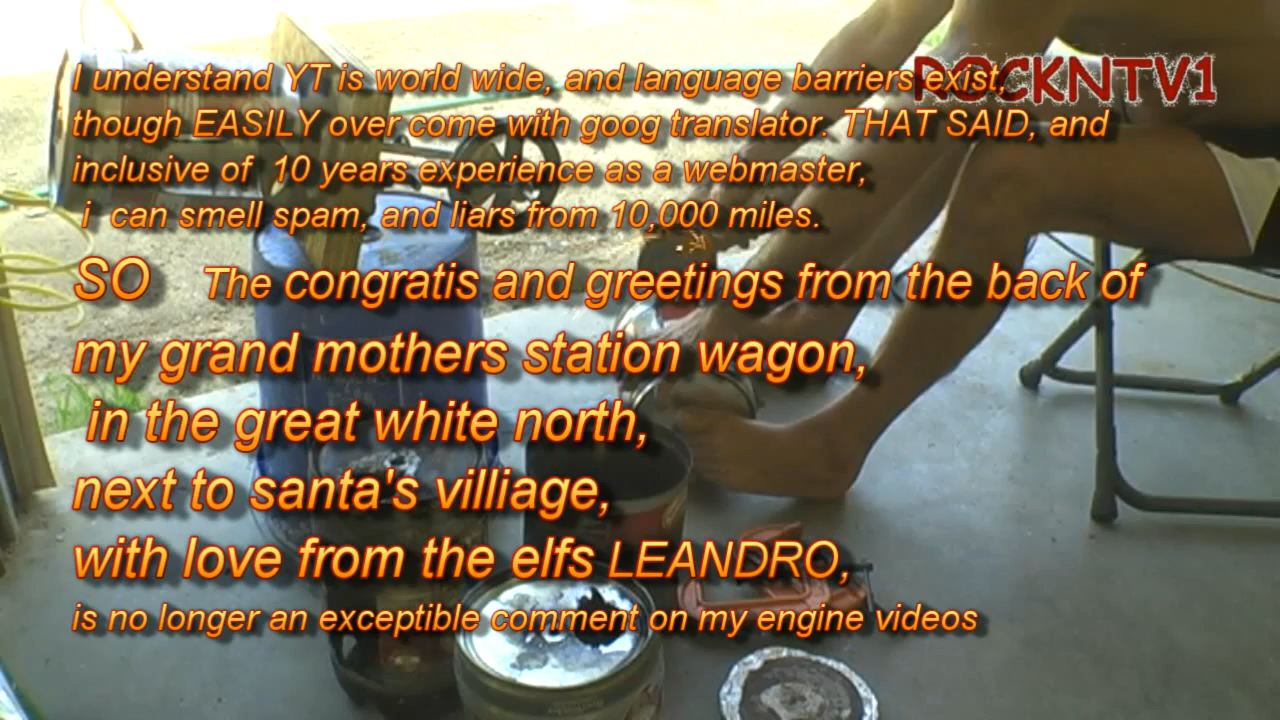 I understand YT is world wide, and language barriers exist,
ROCKNTV1
though EASILY over come with goog translator. THAT SAID, and
inclusive of 10 years experience as a webmaster,
i can smell spam, and liars from 10,000 miles.
SO The congratis and greetings from the back of
my grand mothers station wagon,
in the great white north,
next to santa's villiage,
with love from the elfs LEANDRO,
is no longer an exceptible comment on my engine videos